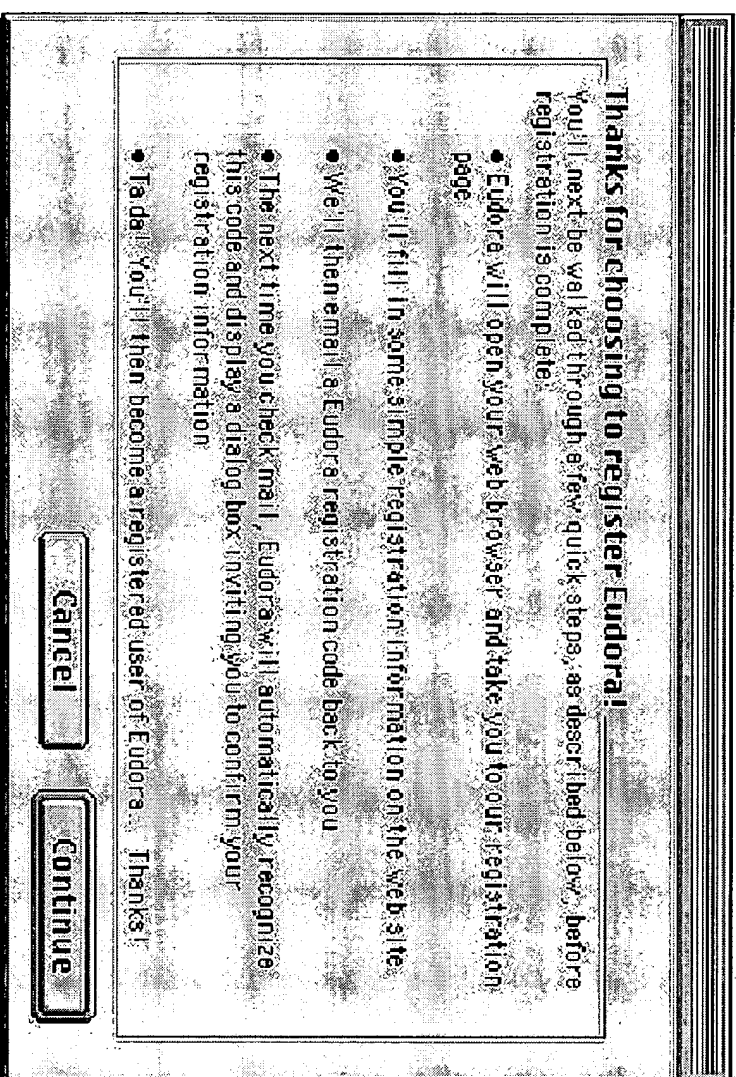 Thanks for choosing to register Eudora!
You'll next be walked through a few quick steps, as described below, before
registration is complete.
• Eudora will open your web browser and take you to our registration
page
• You'll fill in some simple registration information on the web site
• We'll then email a Eudora registration code back to you
• The next time you check mail, Eudora will automatically recognize
this code and display a dialog box inviting you to confirm your
registration information
• Tada! You'll then become a registered user of Eudora. Thanks!
Cancel
Continue